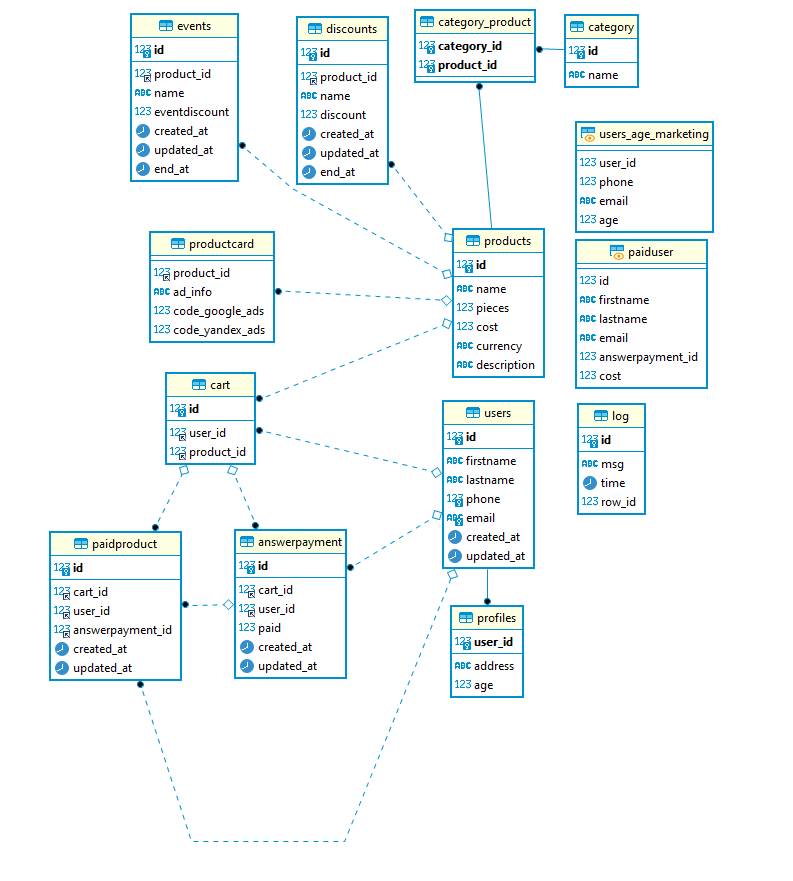 events
123 id
123 product_id
ABC name
123 eventdiscount
created_at
updated_at
end_at
discounts
123 id
123 product_id
ABC name
123 discount
created_at
updated_at
end_at
category_product
123 category_id
123 product_id
category
123 id
ABC name
users_age_marketing
123 user_id
123 phone
ABC email
123 age
productcard
123 product_id
ABC ad_info
123 code_google_ads
123 code_yandex_ads
products
123 id
ABC name
123 pieces
123 cost
ABC currency
ABC description
paiduser
123 id
ABC firstname
ABC lastname
ABC email
123 answerpayment_id
123 cost
cart
123 id
123 user_id
123 product_id
users
123 id
ABC firstname
ABC lastname
123 phone
ABC email
created_at
updated_at
log
123 id
ABC msg
time
123 row_id
paidproduct
123 id
123 cart_id
123 user_id
123 answerpayment_id
created_at
updated_at
answerpayment
123 id
123 cart_id
123 user_id
123 paid
created_at
updated_at
profiles
123 user_id
ABC address
123 age